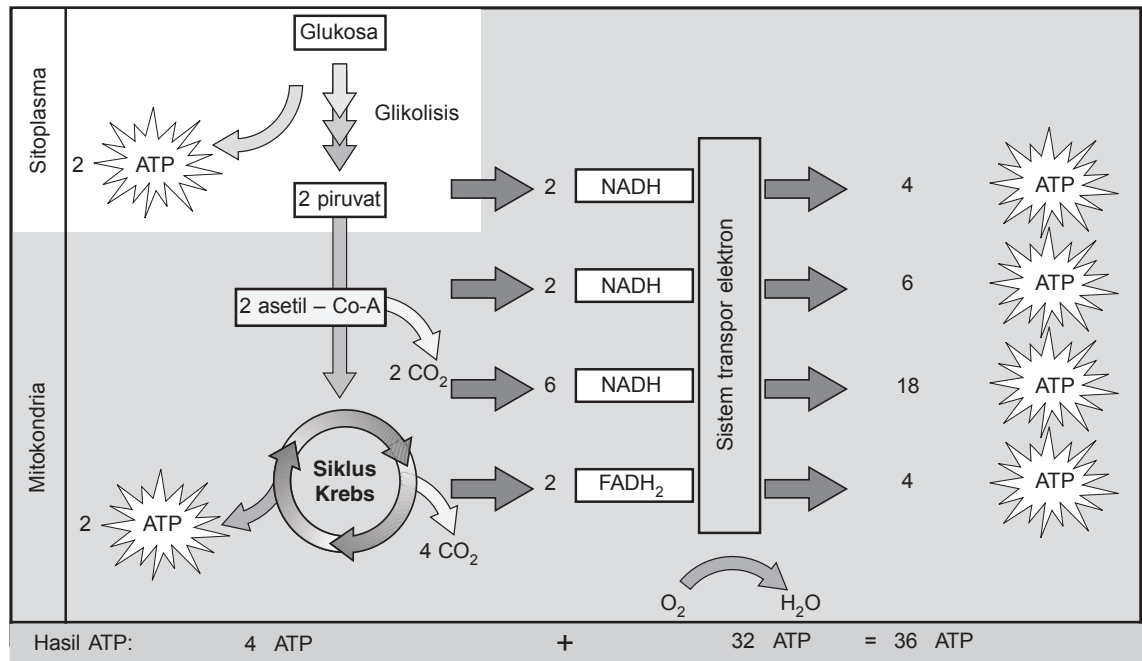 Sitoplasma
Glukosa
Glikolisis
2 ATP
2 piruvat
2 NADH 4 ATP
Mitokondria
2 asetil – Co-A
2 CO₂
2 NADH 6 ATP
6 NADH 18 ATP
Siklus
Krebs
2 FADH₂ 4 ATP
2 ATP
4 CO₂
Sistem transpor elektron
O₂ H₂O
Hasil ATP: 4 ATP + 32 ATP = 36 ATP